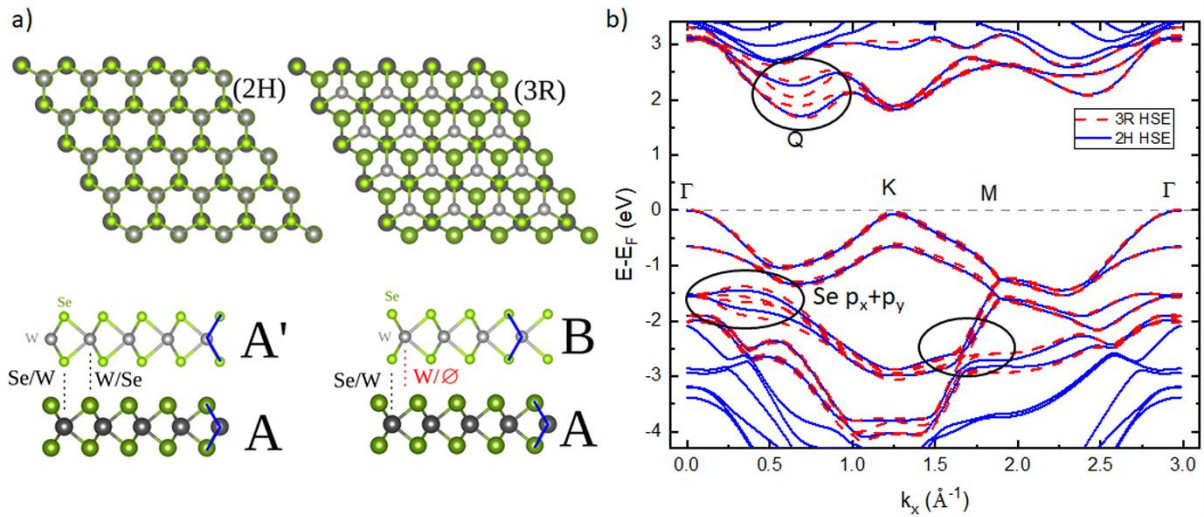 a)
(2H)
(3R)
Se
W
A'
Se/W
W/Se
A
Se
W
B
Se/W
W/∅
A
b)
3
2
1
0
-1
-2
-3
-4
E-E_F (eV)
Q
3R HSE
2H HSE
Γ
K
M
Γ
Se p_x+p_y
0.0
0.5
1.0
1.5
2.0
2.5
3.0
k_x (Å⁻¹)